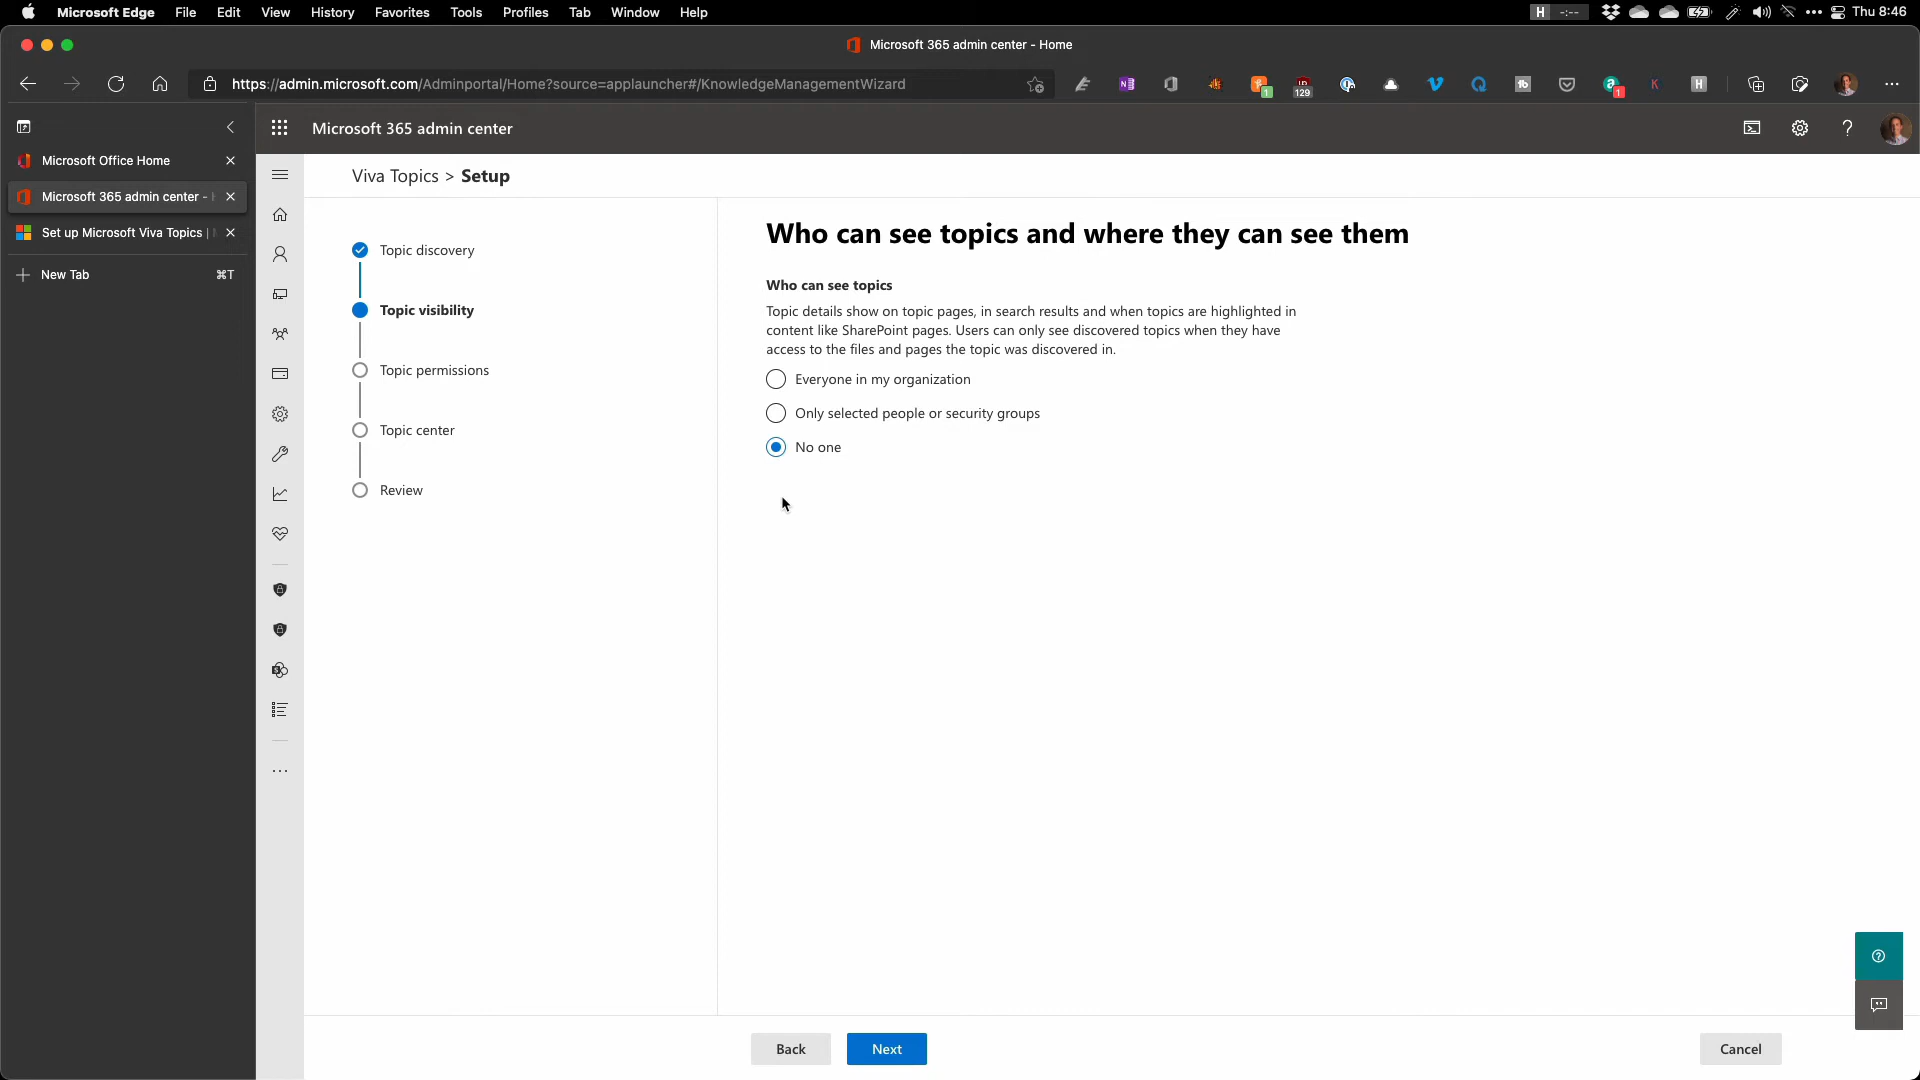 Microsoft Edge File Edit View History Favorites Tools Profiles Tab Window Help H -:-- Thu 8:46
Microsoft 365 admin center - Home
https://admin.microsoft.com/Adminportal/Home?source=applauncher#/KnowledgeManagementWizard
1 129 1 K H
Microsoft Office Home
Microsoft 365 admin center -
Set up Microsoft Viva Topics |
New Tab ⌘T
Microsoft 365 admin center
Viva Topics > Setup
Topic discovery
Topic visibility
Topic permissions
Topic center
Review
Who can see topics and where they can see them
Who can see topics
Topic details show on topic pages, in search results and when topics are highlighted in
content like SharePoint pages. Users can only see discovered topics when they have
access to the files and pages the topic was discovered in.
Everyone in my organization
Only selected people or security groups
No one
Back Next Cancel